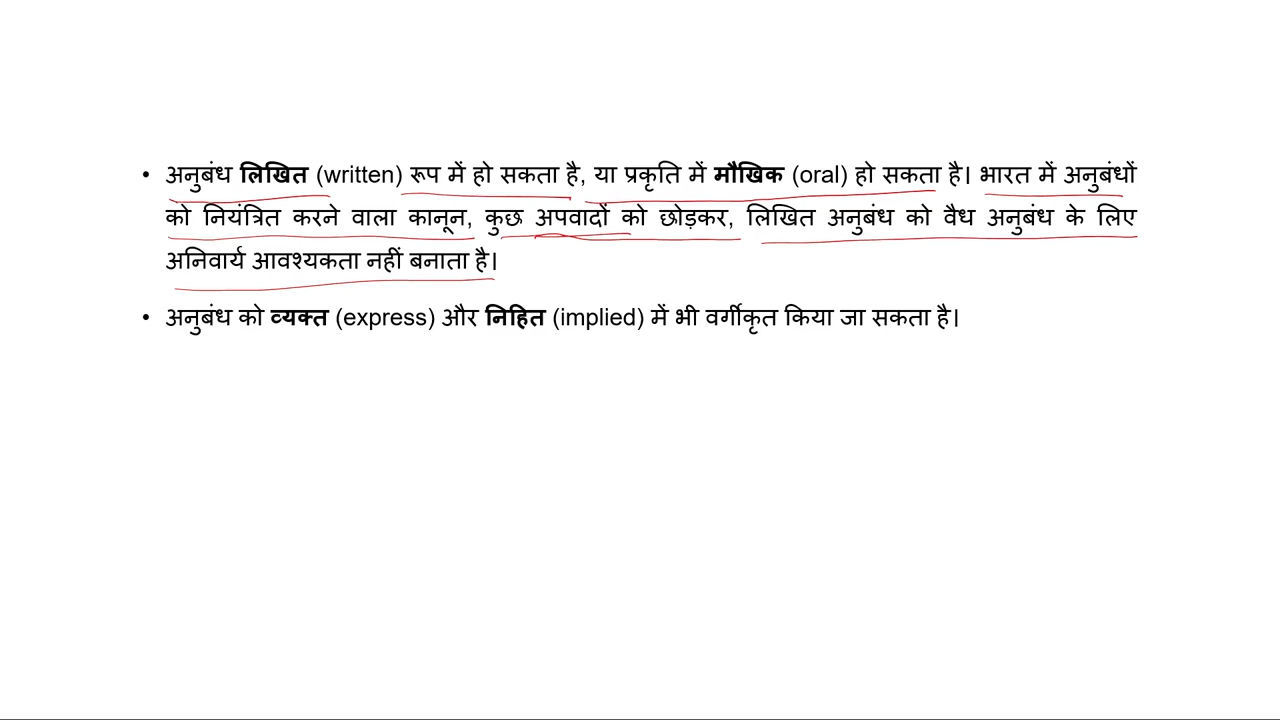 • अनुबंध लिखित (written) रूप में हो सकता है, या प्रकृति में मौखिक (oral) हो सकता है। भारत में अनुबंधों
को नियंत्रित करने वाला कानून, कुछ अपवादों को छोड़कर, लिखित अनुबंध को वैध अनुबंध के लिए
अनिवार्य आवश्यकता नहीं बनाता है।
• अनुबंध को व्यक्त (express) और निहित (implied) में भी वर्गीकृत किया जा सकता है।